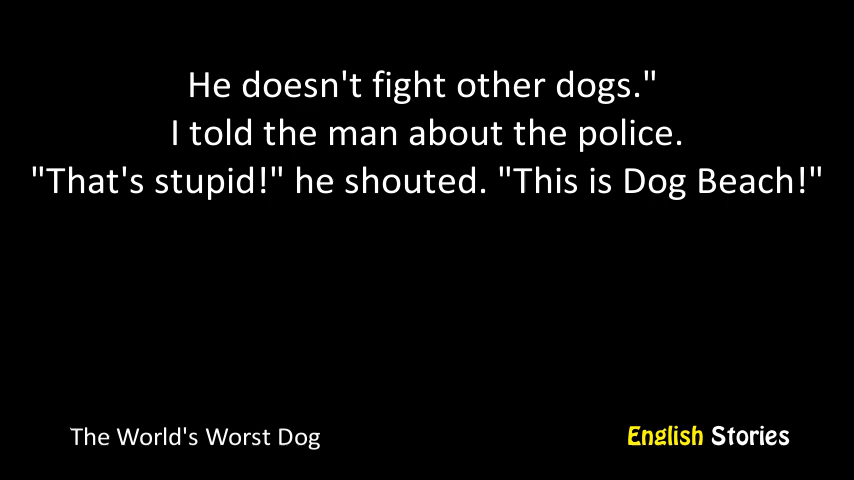 He doesn't fight other dogs."
I told the man about the police.
"That's stupid!" he shouted. "This is Dog Beach!"
The World's Worst Dog
English Stories